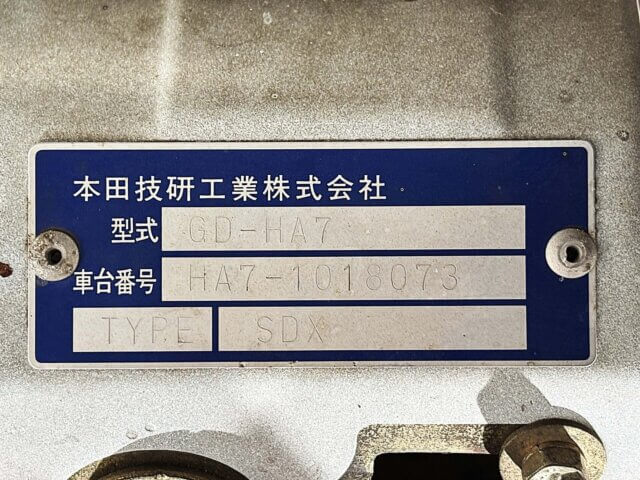 本田技研工業株式会社
型式 GD-HA7
車台番号 HA7-1018073
TYPE SDX